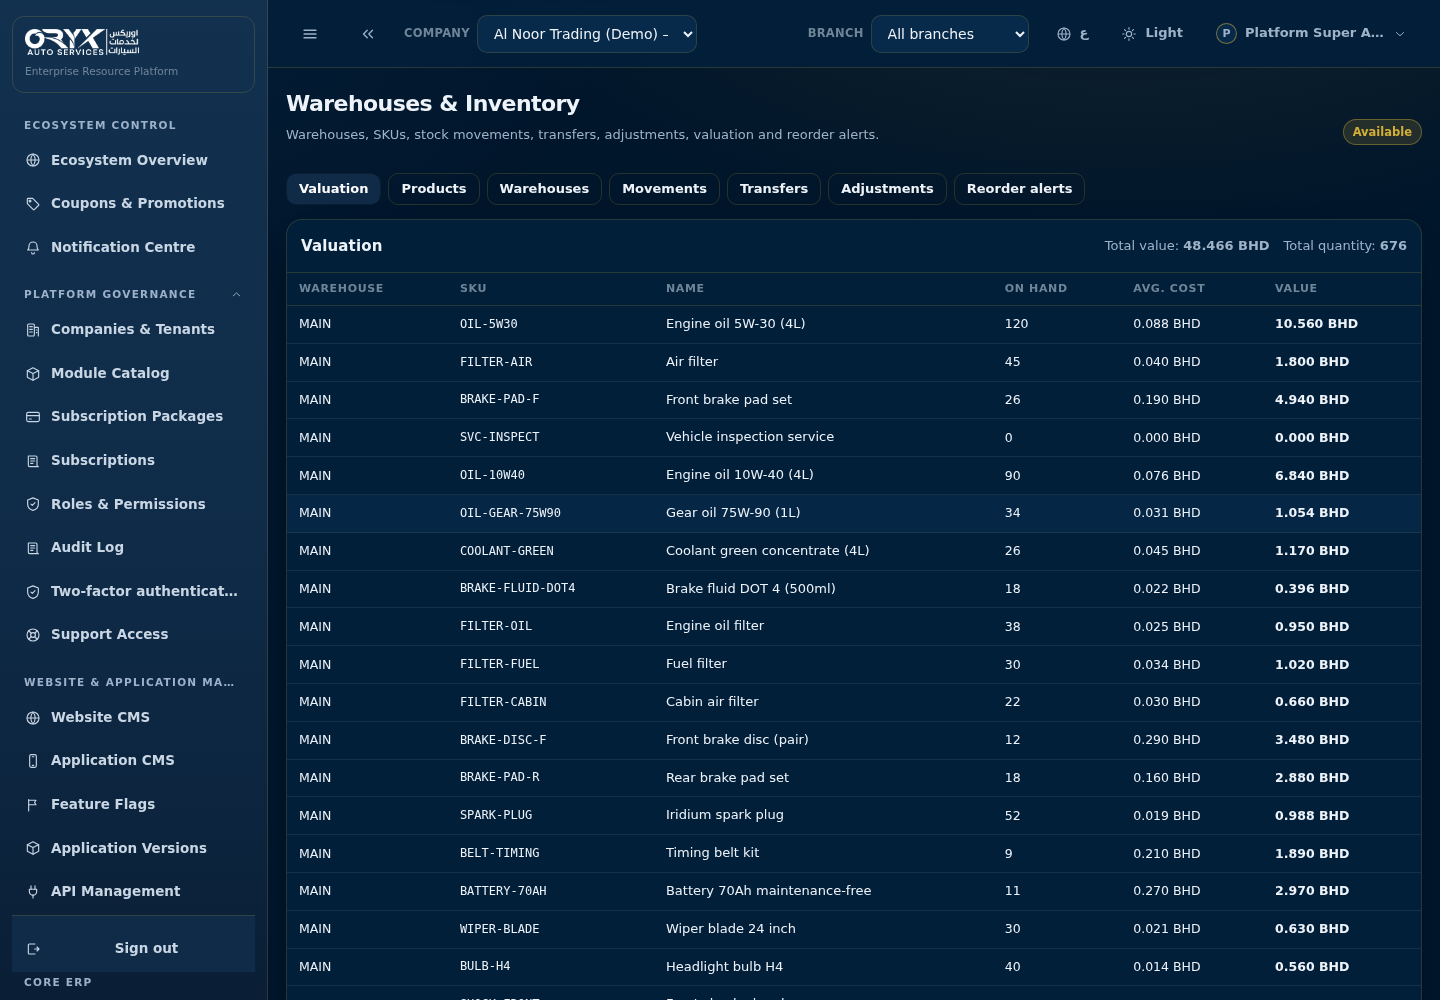 ORYX
AUTO SERVICES
اوريكس
لخدمات
السيارات
Enterprise Resource Platform
ECOSYSTEM CONTROL
Ecosystem Overview
Coupons & Promotions
Notification Centre
PLATFORM GOVERNANCE
Companies & Tenants
Module Catalog
Subscription Packages
Subscriptions
Roles & Permissions
Audit Log
Two-factor authenticat...
Support Access
WEBSITE & APPLICATION MA...
Website CMS
Application CMS
Feature Flags
Application Versions
API Management
Sign out
CORE ERP
COMPANY Al Noor Trading (Demo) – BRANCH All branches ع Light P Platform Super A...
Warehouses & Inventory
Warehouses, SKUs, stock movements, transfers, adjustments, valuation and reorder alerts.
Available
Valuation Products Warehouses Movements Transfers Adjustments Reorder alerts
Valuation Total value: 48.466 BHD Total quantity: 676
WAREHOUSE SKU NAME ON HAND AVG. COST VALUE
MAIN OIL-5W30 Engine oil 5W-30 (4L) 120 0.088 BHD 10.560 BHD
MAIN FILTER-AIR Air filter 45 0.040 BHD 1.800 BHD
MAIN BRAKE-PAD-F Front brake pad set 26 0.190 BHD 4.940 BHD
MAIN SVC-INSPECT Vehicle inspection service 0 0.000 BHD 0.000 BHD
MAIN OIL-10W40 Engine oil 10W-40 (4L) 90 0.076 BHD 6.840 BHD
MAIN OIL-GEAR-75W90 Gear oil 75W-90 (1L) 34 0.031 BHD 1.054 BHD
MAIN COOLANT-GREEN Coolant green concentrate (4L) 26 0.045 BHD 1.170 BHD
MAIN BRAKE-FLUID-DOT4 Brake fluid DOT 4 (500ml) 18 0.022 BHD 0.396 BHD
MAIN FILTER-OIL Engine oil filter 38 0.025 BHD 0.950 BHD
MAIN FILTER-FUEL Fuel filter 30 0.034 BHD 1.020 BHD
MAIN FILTER-CABIN Cabin air filter 22 0.030 BHD 0.660 BHD
MAIN BRAKE-DISC-F Front brake disc (pair) 12 0.290 BHD 3.480 BHD
MAIN BRAKE-PAD-R Rear brake pad set 18 0.160 BHD 2.880 BHD
MAIN SPARK-PLUG Iridium spark plug 52 0.019 BHD 0.988 BHD
MAIN BELT-TIMING Timing belt kit 9 0.210 BHD 1.890 BHD
MAIN BATTERY-70AH Battery 70Ah maintenance-free 11 0.270 BHD 2.970 BHD
MAIN WIPER-BLADE Wiper blade 24 inch 30 0.021 BHD 0.630 BHD
MAIN BULB-H4 Headlight bulb H4 40 0.014 BHD 0.560 BHD